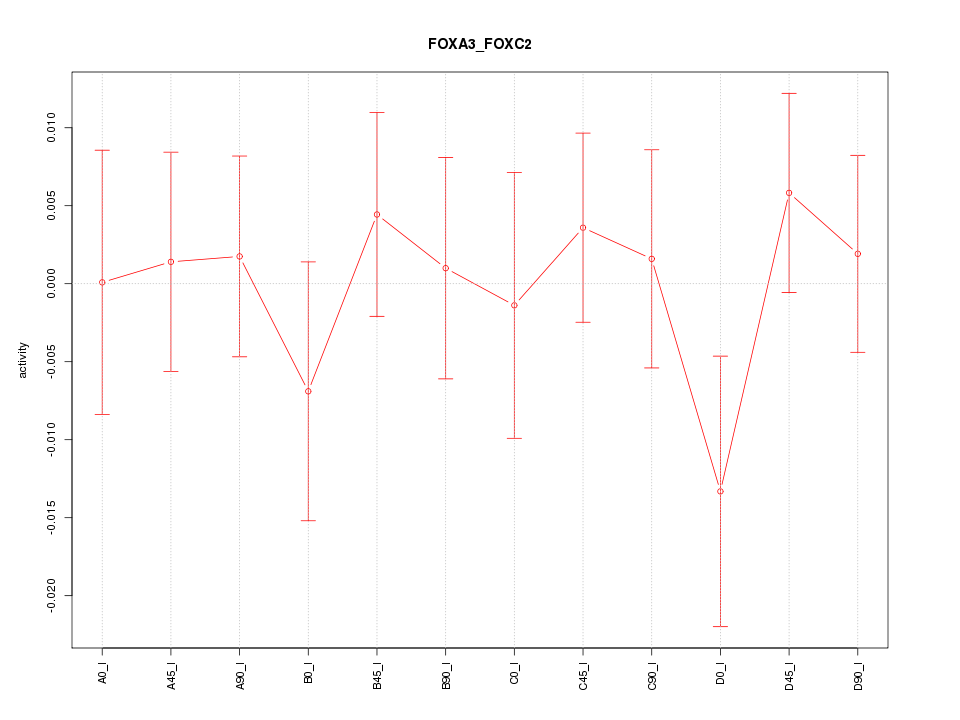 FOXA3_FOXC2
activity
0.010
0.005
0.000
-0.005
-0.010
-0.015
-0.020
A0_I
A45_I
A90_I
B0_I
B45_I
B90_I
C0_I
C45_I
C90_I
D0_I
D45_I
D90_I